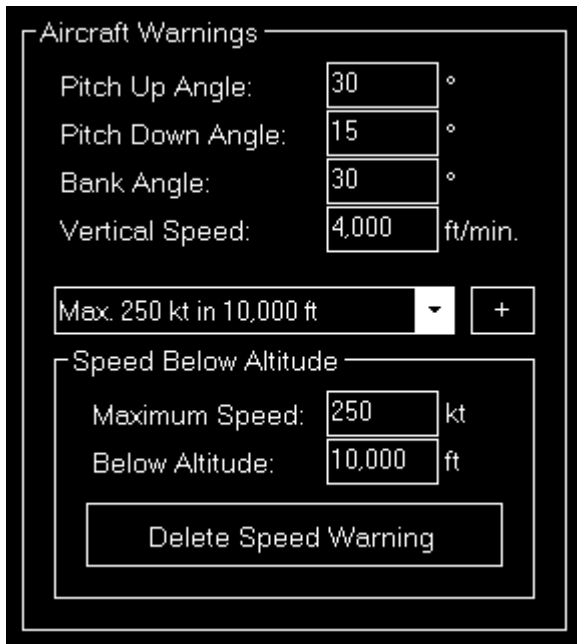 Aircraft Warnings
Pitch Up Angle: 30 °
Pitch Down Angle: 15 °
Bank Angle: 30 °
Vertical Speed: 4,000 ft/min.
Max. 250 kt in 10,000 ft +
Speed Below Altitude
Maximum Speed: 250 kt
Below Altitude: 10,000 ft
Delete Speed Warning